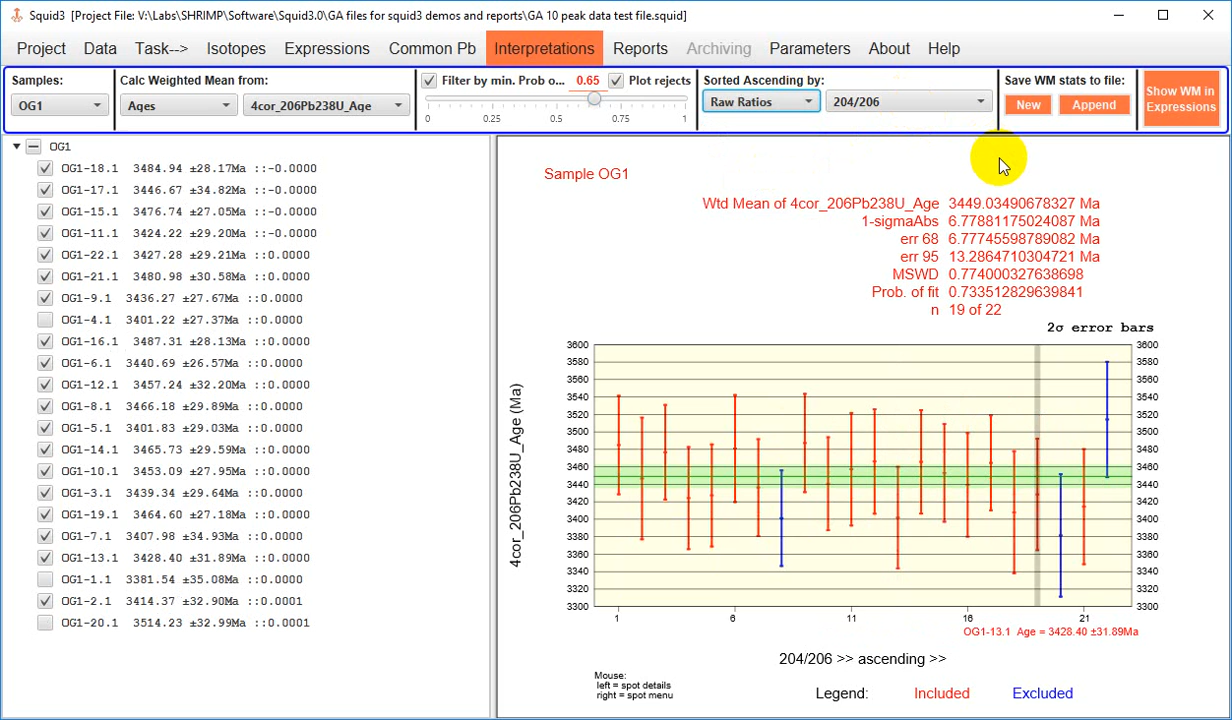 Squid3 [Project File: V:\Labs\SHRIMP\Software\Squid3.0\GA files for squid3 demos and reports\GA 10 peak data test file.squid]
Project Data Task--> Isotopes Expressions Common Pb Interpretations Reports Archiving Parameters About Help
Samples:
OG1
Calc Weighted Mean from:
Ages 4cor_206Pb238U_Age
Filter by min. Prob o... 0.65 Plot rejects
0 0.25 0.5 0.75 1
Sorted Ascending by:
Raw Ratios 204/206
Save WM stats to file:
New Append
Show WM in
Expressions
OG1
OG1-18.1 3484.94 ±28.17Ma ::-0.0000
OG1-17.1 3446.67 ±34.82Ma ::-0.0000
OG1-15.1 3476.74 ±27.05Ma ::-0.0000
OG1-11.1 3424.22 ±29.20Ma ::-0.0000
OG1-22.1 3427.28 ±29.21Ma ::0.0000
OG1-21.1 3480.98 ±30.58Ma ::0.0000
OG1-9.1 3436.27 ±27.67Ma ::0.0000
OG1-4.1 3401.22 ±27.37Ma ::0.0000
OG1-16.1 3487.31 ±28.13Ma ::0.0000
OG1-6.1 3440.69 ±26.57Ma ::0.0000
OG1-12.1 3457.24 ±32.20Ma ::0.0000
OG1-8.1 3466.18 ±29.89Ma ::0.0000
OG1-5.1 3401.83 ±29.03Ma ::0.0000
OG1-14.1 3465.73 ±29.59Ma ::0.0000
OG1-10.1 3453.09 ±27.95Ma ::0.0000
OG1-3.1 3439.34 ±29.64Ma ::0.0000
OG1-19.1 3464.60 ±27.18Ma ::0.0000
OG1-7.1 3407.98 ±34.93Ma ::0.0000
OG1-13.1 3428.40 ±31.89Ma ::0.0000
OG1-1.1 3381.54 ±35.08Ma ::0.0000
OG1-2.1 3414.37 ±32.90Ma ::0.0001
OG1-20.1 3514.23 ±32.99Ma ::0.0001
Sample OG1
Wtd Mean of 4cor_206Pb238U_Age 3449.03490678327 Ma
1-sigmaAbs 6.77881175024087 Ma
err 68 6.77745598789082 Ma
err 95 13.2864710304721 Ma
MSWD 0.774000327638698
Prob. of fit 0.733512829639841
n 19 of 22
2σ error bars
4cor_206Pb238U_Age (Ma)
3600 3600
3580 3580
3560 3560
3540 3540
3520 3520
3500 3500
3480 3480
3460 3460
3440 3440
3420 3420
3400 3400
3380 3380
3360 3360
3340 3340
3320 3320
3300 3300
1 6 11 16 21
OG1-13.1 Age = 3428.40 ±31.89Ma
204/206 >> ascending >>
Mouse:
left = spot details
right = spot menu
Legend: Included Excluded